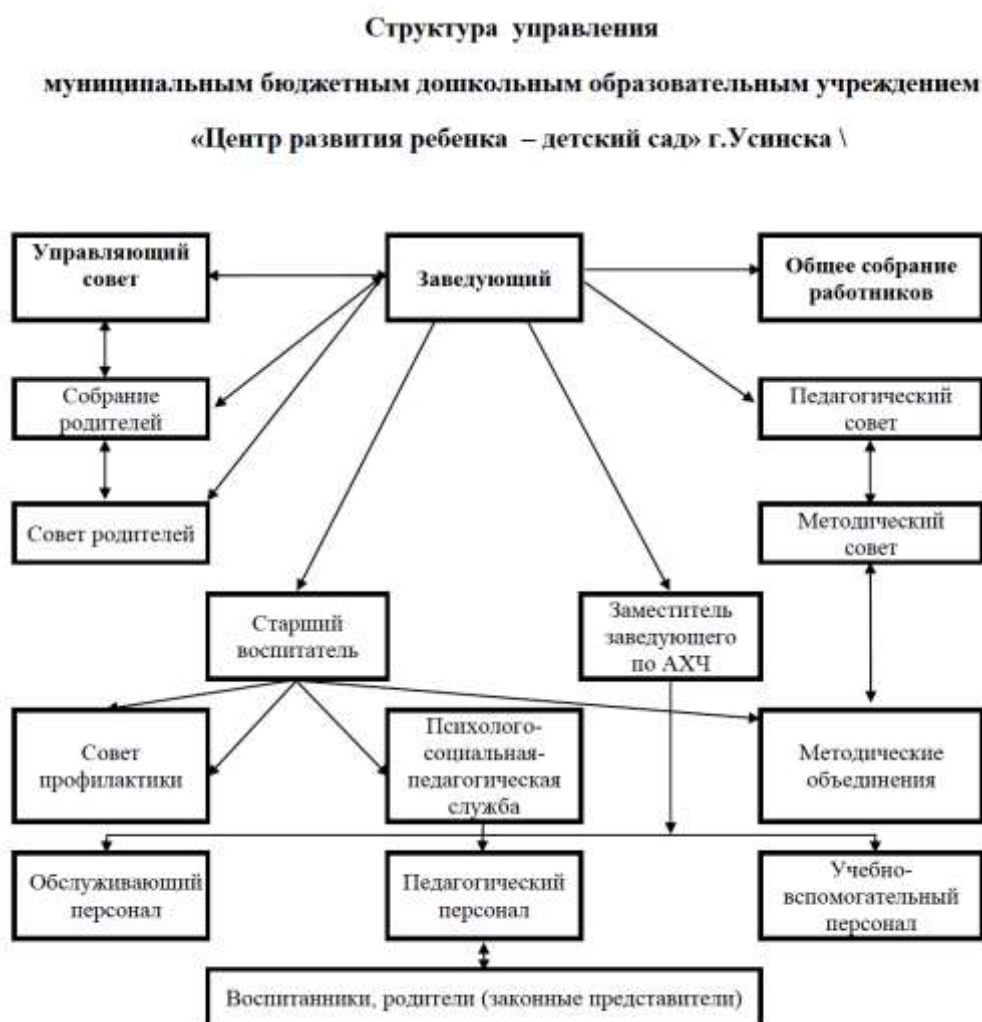 Структура управления
муниципальным бюджетным дошкольным образовательным учреждением
«Центр развития ребенка – детский сад» г.Усинска \
Управляющий
совет
Заведующий
Общее собрание
работников
Собрание
родителей
Педагогический
совет
Совет родителей
Методический
совет
Старший
воспитатель
Заместитель
заведующего
по АХЧ
Совет
профилактики
Психолого-
социальная-
педагогическая
служба
Методические
объединения
Обслуживающий
персонал
Педагогический
персонал
Учебно-
вспомогательный
персонал
Воспитанники, родители (законные представители)